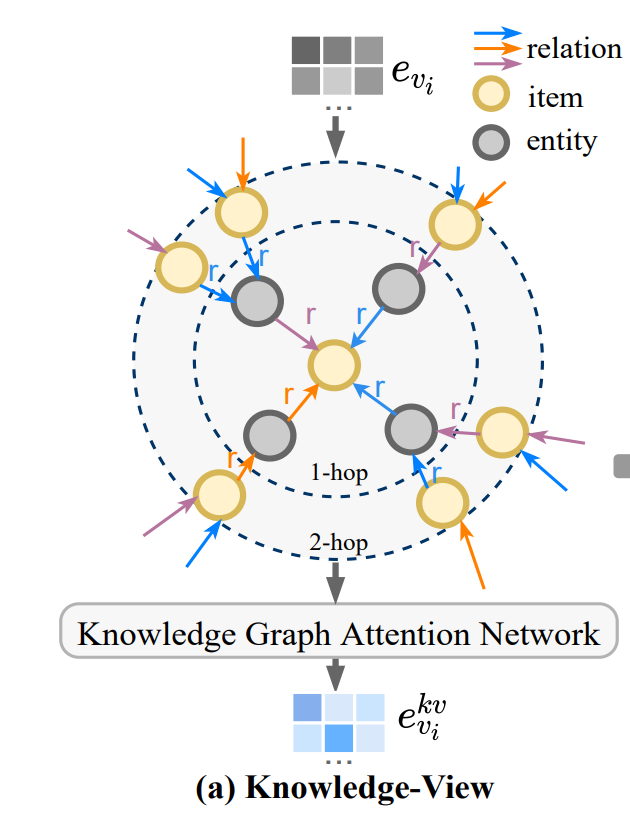 e_{v_i}
...
relation
item
entity
r
r
r
r
r
r
r
r
r
r
1-hop
2-hop
Knowledge Graph Attention Network
e_{v_i}^{kv}
...
(a) Knowledge-View